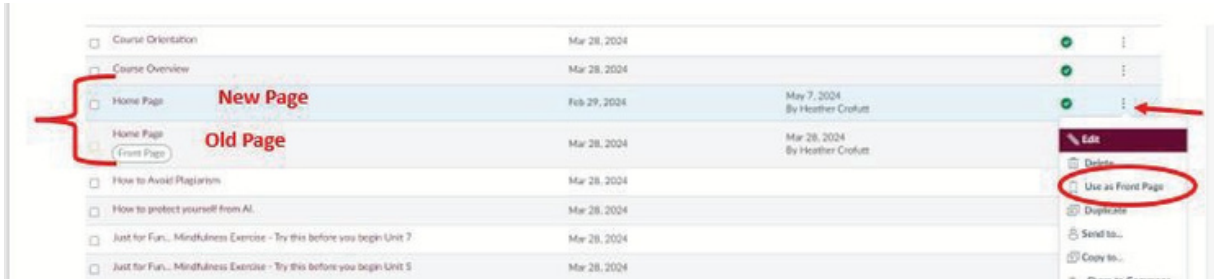 Course Orientation Mar 28, 2024
Course Overview Mar 28, 2024
Home Page New Page Feb 29, 2024 May 7, 2024
By Heather Crofutt
Home Page Old Page Mar 28, 2024 Mar 28, 2024
Front Page By Heather Crofutt
Edit
Delete
How to Avoid Plagiarism Mar 28, 2024
Use as Front Page
How to protect yourself from AI. Mar 28, 2024
Duplicate
Just for Fun... Mindfulness Exercise - Try this before you begin Unit 7 Mar 28, 2024
Send to...
Copy to...
Just for Fun... Mindfulness Exercise - Try this before you begin Unit 5 Mar 28, 2024